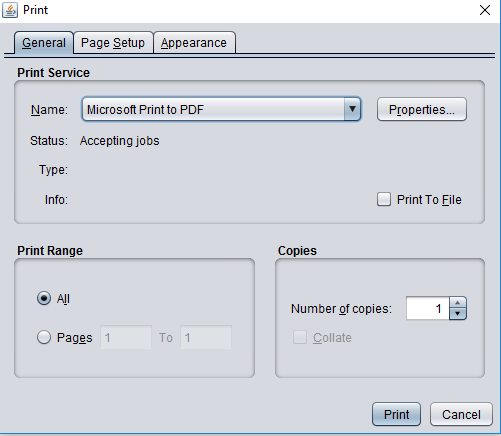 Print
General Page Setup Appearance
Print Service
Name: Microsoft Print to PDF Properties...
Status: Accepting jobs
Type:
Info: Print To File
Print Range
All
Pages 1 To 1
Copies
Number of copies: 1
Collate
Print Cancel